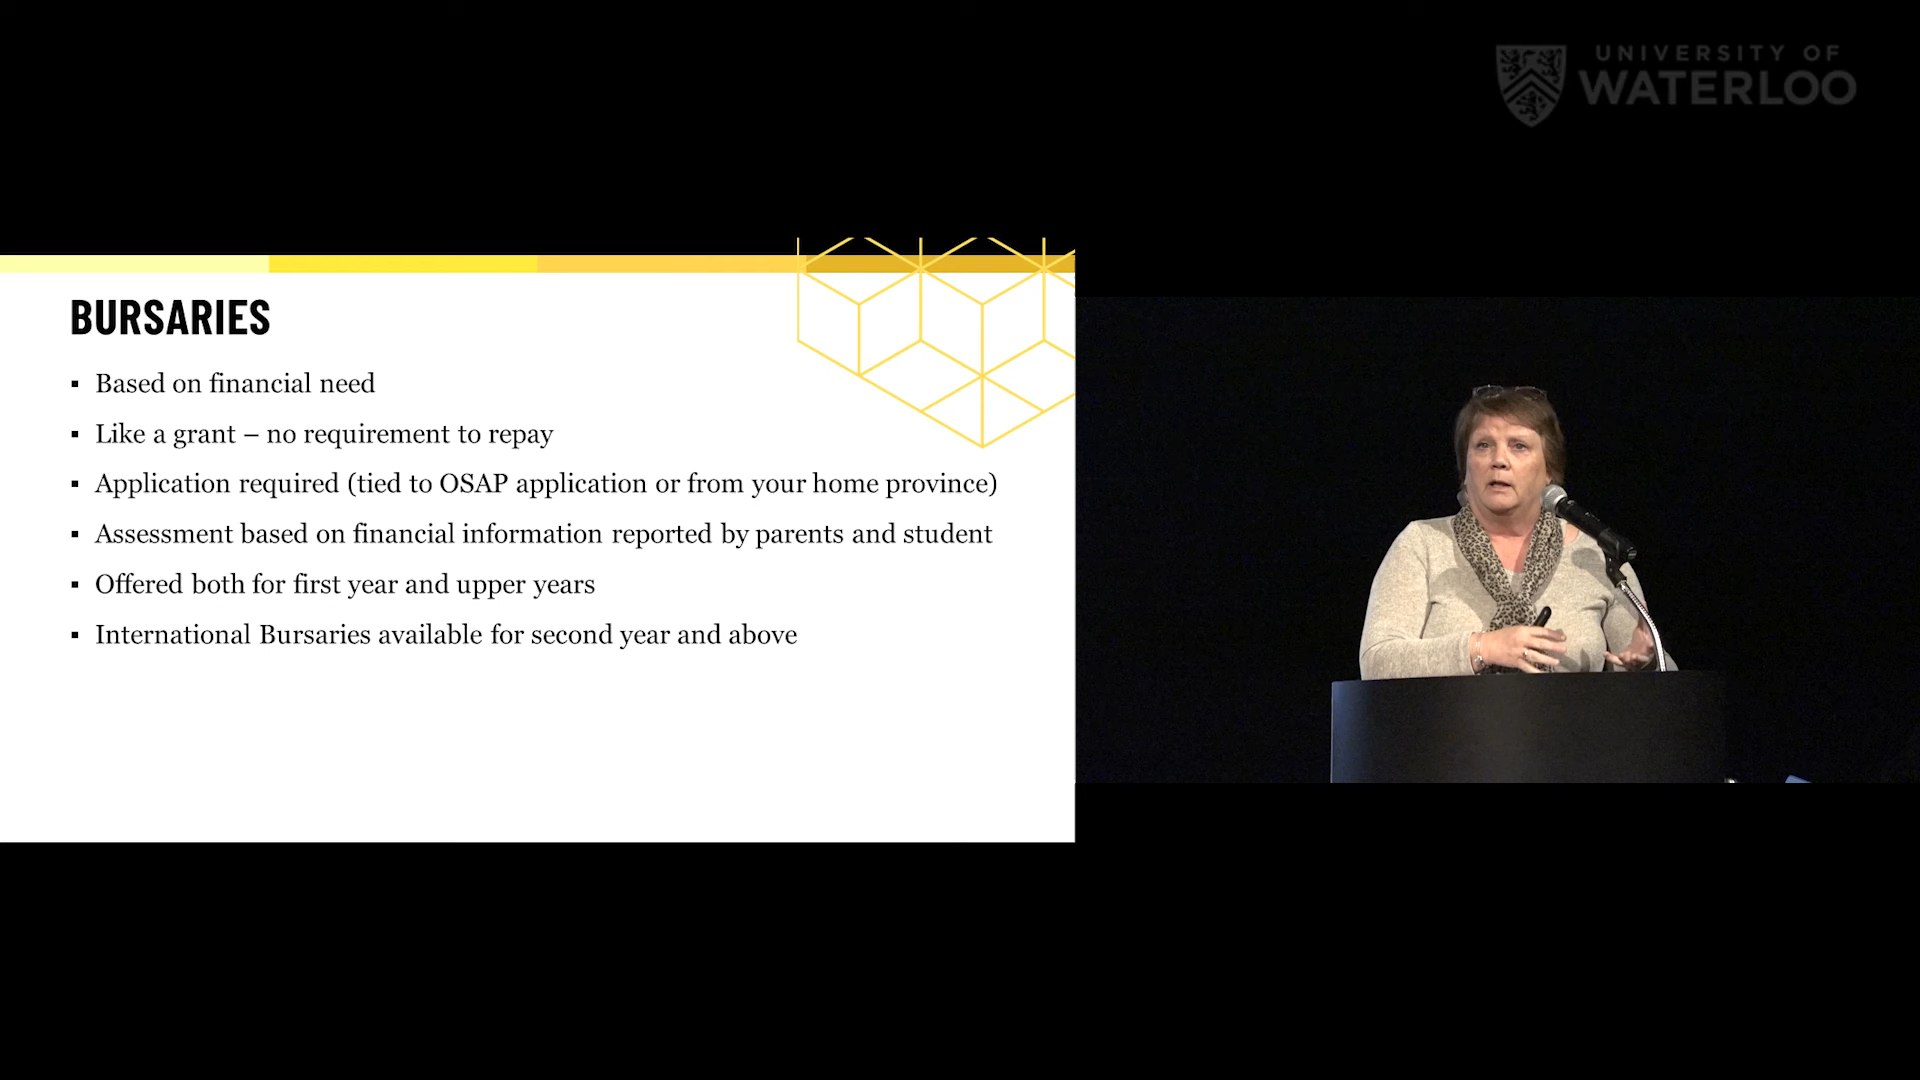 UNIVERSITY OF
WATERLOO
BURSARIES
▪ Based on financial need
▪ Like a grant – no requirement to repay
▪ Application required (tied to OSAP application or from your home province)
▪ Assessment based on financial information reported by parents and student
▪ Offered both for first year and upper years
▪ International Bursaries available for second year and above